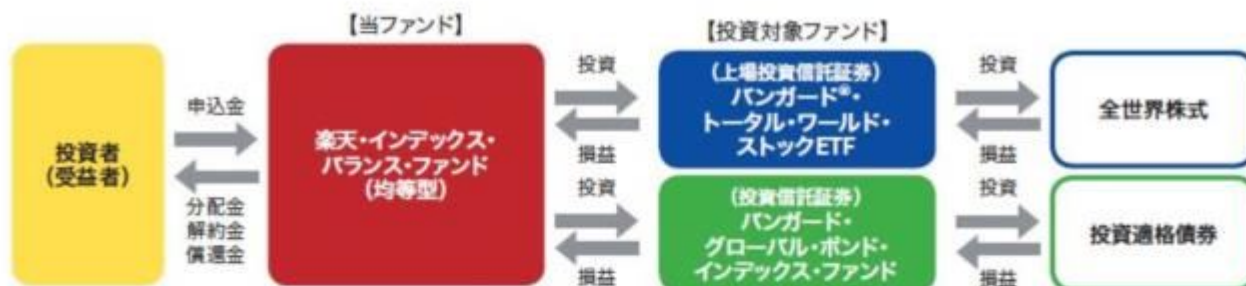 【当ファンド】
【投資対象ファンド】
投資者
(受益者)
申込金
分配金
解約金
償還金
楽天・インデックス・
バランス・ファンド
(均等型)
投資
損益
投資
損益
(上場投資信託証券)
バンガード®・
トータル・ワールド・
ストックETF
(投資信託証券)
バンガード・
グローバル・ボンド・
インデックス・ファンド
投資
損益
投資
損益
全世界株式
投資適格債券